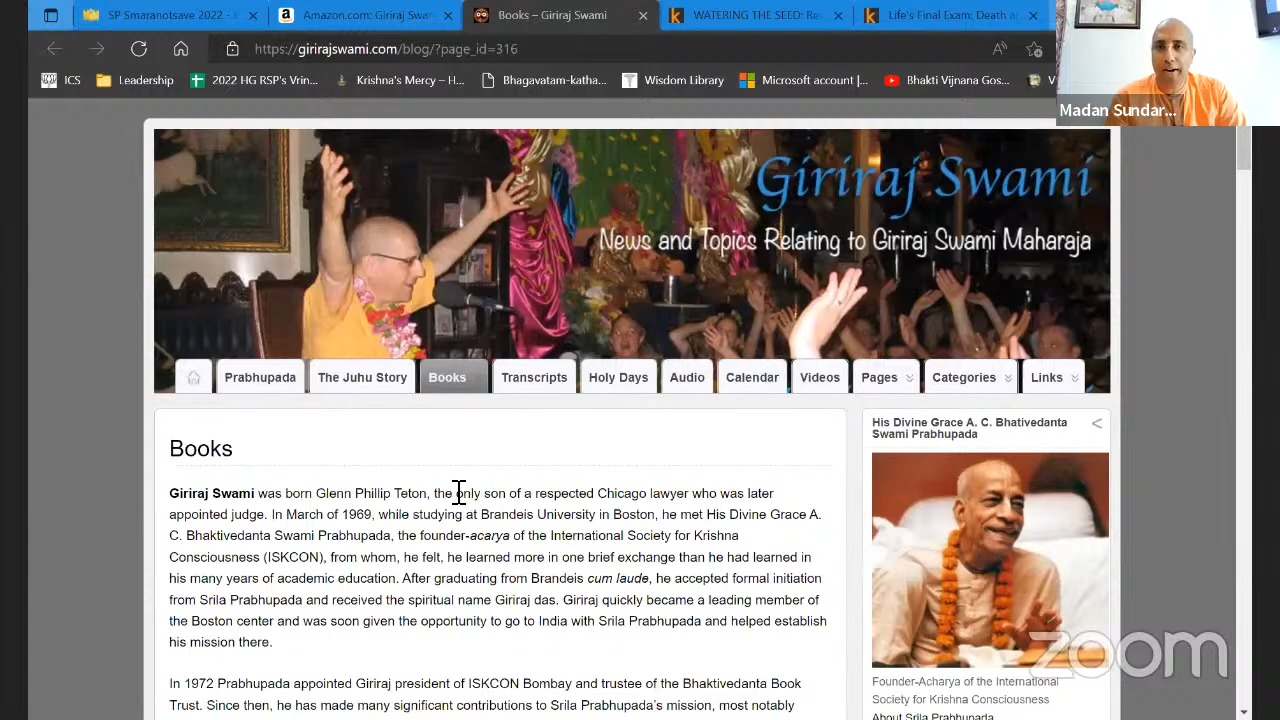 SP Smaranotsave 2022 -
Amazon.com: Giriraj Swar
Books – Giriraj Swami
WATERING THE SEED: Re
Life's Final Exam: Death a
https://girirajswami.com/blog/?page_id=316
ICS
Leadership
2022 HG RSP's Vrin...
Krishna's Mercy – H...
Bhagavatam-katha...
Wisdom Library
Microsoft account |...
Bhakti Vijnana Gos...
V
Madan Sundar...
Giriraj Swami
News and Topics Relating to Giriraj Swami Maharaja
Prabhupada
The Juhu Story
Books
Transcripts
Holy Days
Audio
Calendar
Videos
Pages
Categories
Links
Books
Giriraj Swami was born Glenn Phillip Teton, the only son of a respected Chicago lawyer who was later
appointed judge. In March of 1969, while studying at Brandeis University in Boston, he met His Divine Grace A.
C. Bhaktivedanta Swami Prabhupada, the founder-acarya of the International Society for Krishna
Consciousness (ISKCON), from whom, he felt, he learned more in one brief exchange than he had learned in
his many years of academic education. After graduating from Brandeis cum laude, he accepted formal initiation
from Srila Prabhupada and received the spiritual name Giriraj das. Giriraj quickly became a leading member of
the Boston center and was soon given the opportunity to go to India with Srila Prabhupada and helped establish
his mission there.
In 1972 Prabhupada appointed Giriraj president of ISKCON Bombay and trustee of the Bhaktivedanta Book
Trust. Since then, he has made many significant contributions to Srila Prabhupada's mission, most notably
His Divine Grace A. C. Bhativedanta
Swami Prabhupada
zoom
Founder-Acharya of the International
Society for Krishna Consciousness
About Srila Prabhupada